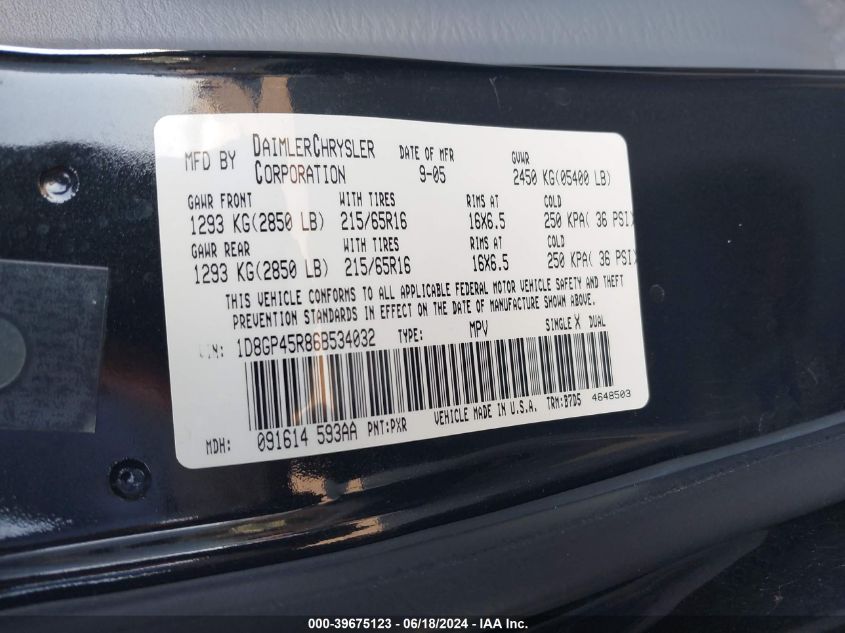 MFD BY DAIMLERCHRYSLER CORPORATION
DATE OF MFR 9-05
GVWR 2450 KG(05400 LB)
GAWR FRONT WITH TIRES RIMS AT COLD
1293 KG(2850 LB) 215/65R16 16X6.5 250 KPA( 36 PSI)
GAWR REAR WITH TIRES RIMS AT COLD
1293 KG(2850 LB) 215/65R16 16X6.5 250 KPA( 36 PSI)
THIS VEHICLE CONFORMS TO ALL APPLICABLE FEDERAL MOTOR VEHICLE SAFETY AND THEFT
PREVENTION STANDARDS IN EFFECT ON THE DATE OF MANUFACTURE SHOWN ABOVE.
VIN: 1D8GP45R86B534032 TYPE: MPV SINGLE X DUAL
MDH: 091614 593AA PNT:PXR VEHICLE MADE IN U.S.A. TRM:B7D5 4648503
000-39675123 - 06/18/2024 - IAAI.COM